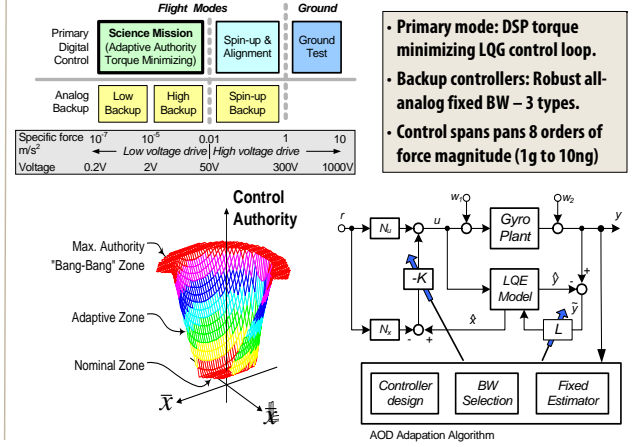 Flight Modes
Ground
Primary
Digital
Control
Science Mission
(Adaptive Authority
Torque Minimizing)
Spin-up &
Alignment
Ground
Test
Analog
Backup
Low
Backup
High
Backup
Spin-up
Backup
Specific force 10-7 10-5 0.01 1 10
m/s2 Low voltage drive High voltage drive
Voltage 0.2V 2V 50V 300V 1000V
• Primary mode: DSP torque
minimizing LQG control loop.
• Backup controllers: Robust all-
analog fixed BW – 3 types.
• Control spans pans 8 orders of
force magnitude (1g to 10ng)
Control
Authority
Max. Authority
"Bang-Bang" Zone
Adaptive Zone
Nominal Zone
x̄
w1
w2
r
Nu
u
Gyro
Plant
y
-K
LQE
Model
ŷ
-
+
ỹ
x̂
L
Nx
-
+
Controller
design
BW
Selection
Fixed
Estimator
AOD Adapation Algorithm